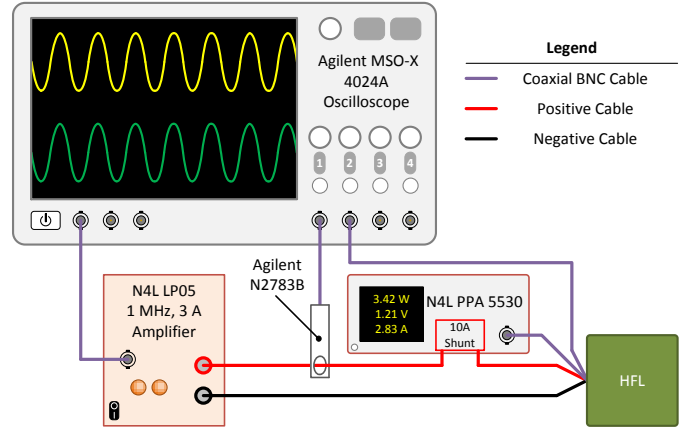 Agilent MSO-X
4024A
Oscilloscope
1 2 3 4
Legend
Coaxial BNC Cable
Positive Cable
Negative Cable
Agilent
N2783B
N4L LP05
1 MHz, 3 A
Amplifier
3.42 W
1.21 V
2.83 A
N4L PPA 5530
10A
Shunt
HFL